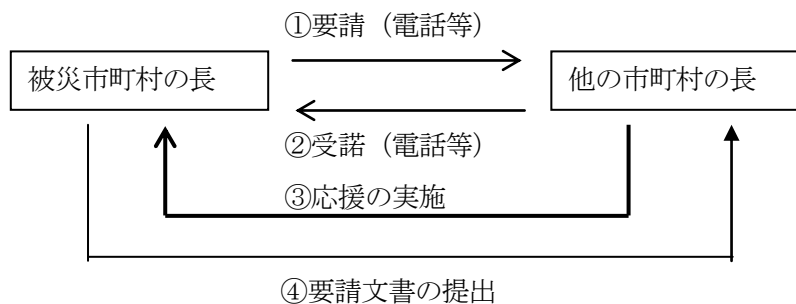 ①要請（電話等）
被災市町村の長
他の市町村の長
②受諾（電話等）
③応援の実施
④要請文書の提出